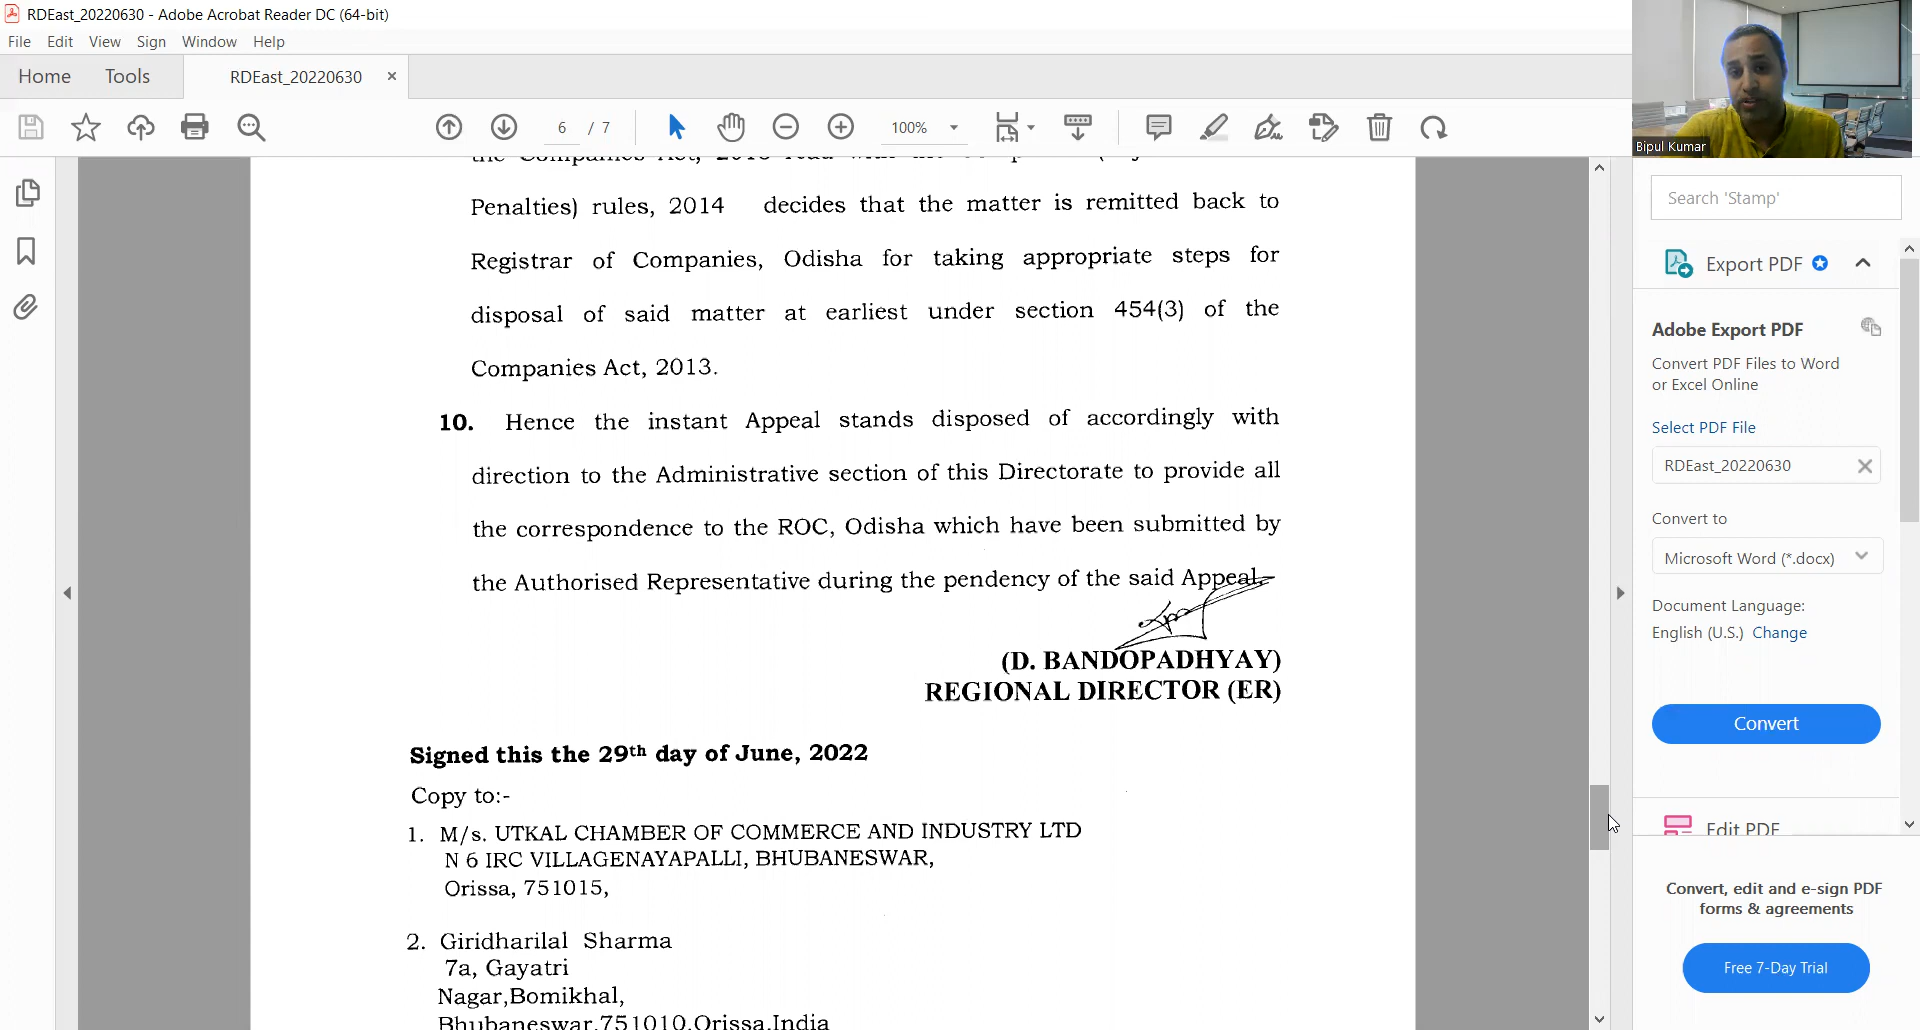 RDEast_20220630 - Adobe Acrobat Reader DC (64-bit)
File Edit View Sign Window Help
Home Tools RDEast_20220630 ×
6 / 7 100%
Bipul Kumar
Penalties) rules, 2014 decides that the matter is remitted back to
Registrar of Companies, Odisha for taking appropriate steps for
disposal of said matter at earliest under section 454(3) of the
Companies Act, 2013.
10. Hence the instant Appeal stands disposed of accordingly with
direction to the Administrative section of this Directorate to provide all
the correspondence to the ROC, Odisha which have been submitted by
the Authorised Representative during the pendency of the said Appeal.
(D. BANDOPADHYAY)
REGIONAL DIRECTOR (ER)
Signed this the 29th day of June, 2022
Copy to:-
1. M/s. UTKAL CHAMBER OF COMMERCE AND INDUSTRY LTD
N 6 IRC VILLAGENAYAPALLI, BHUBANESWAR,
Orissa, 751015,
2. Giridharilal Sharma
7a, Gayatri
Nagar,Bomikhal,
Bhubaneswar,751010,Orissa,India
Search 'Stamp'
Export PDF
Adobe Export PDF
Convert PDF Files to Word
or Excel Online
Select PDF File
RDEast_20220630
Convert to
Microsoft Word (*.docx)
Document Language:
English (U.S.) Change
Convert
Edit PDF
Convert, edit and e-sign PDF
forms & agreements
Free 7-Day Trial